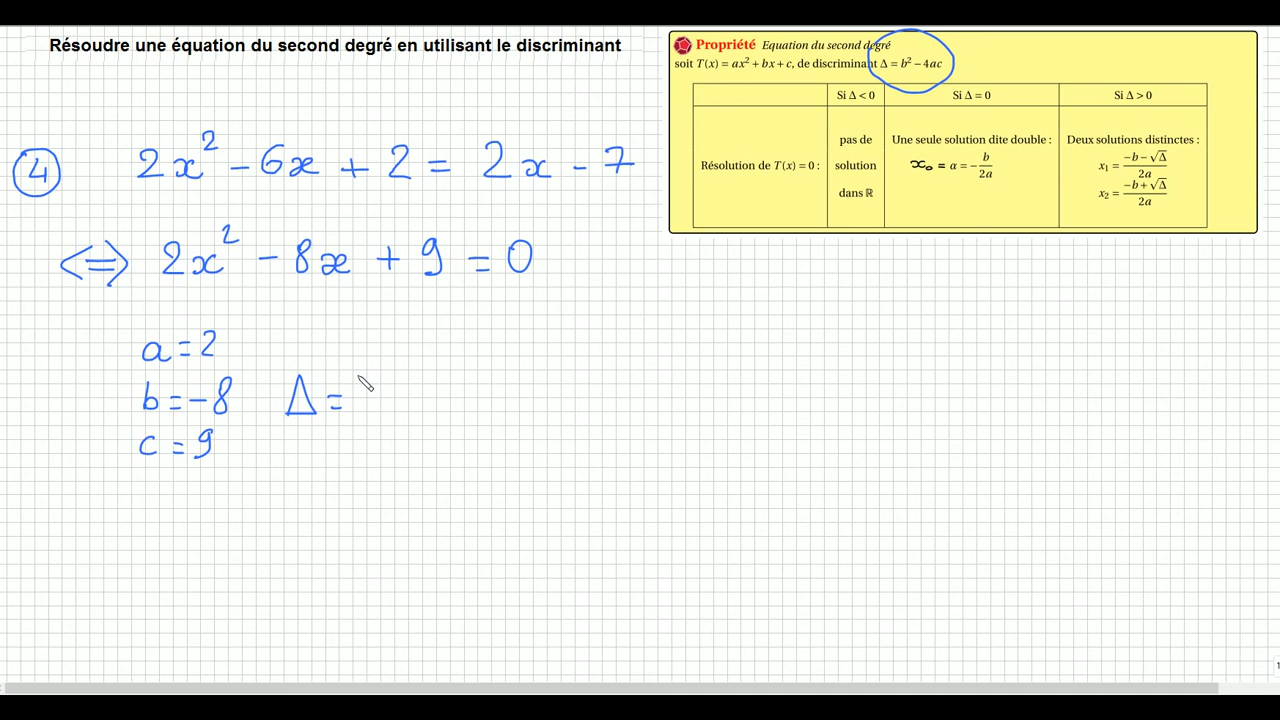 Résoudre une équation du second degré en utilisant le discriminant
④ 2x² - 6x + 2 = 2x - 7
<=> 2x² - 8x + 9 = 0
a = 2
b = -8 Δ =
c = 9
Propriété Equation du second degré
soit T(x) = ax² + bx + c, de discriminant Δ = b² − 4ac
Si Δ < 0 Si Δ = 0 Si Δ > 0
Résolution de T(x) = 0 :
pas de
solution
dans ℝ
Une seule solution dite double :
x₀ = α = −b/2a
Deux solutions distinctes :
x₁ = (−b − √Δ)/2a
x₂ = (−b + √Δ)/2a
1